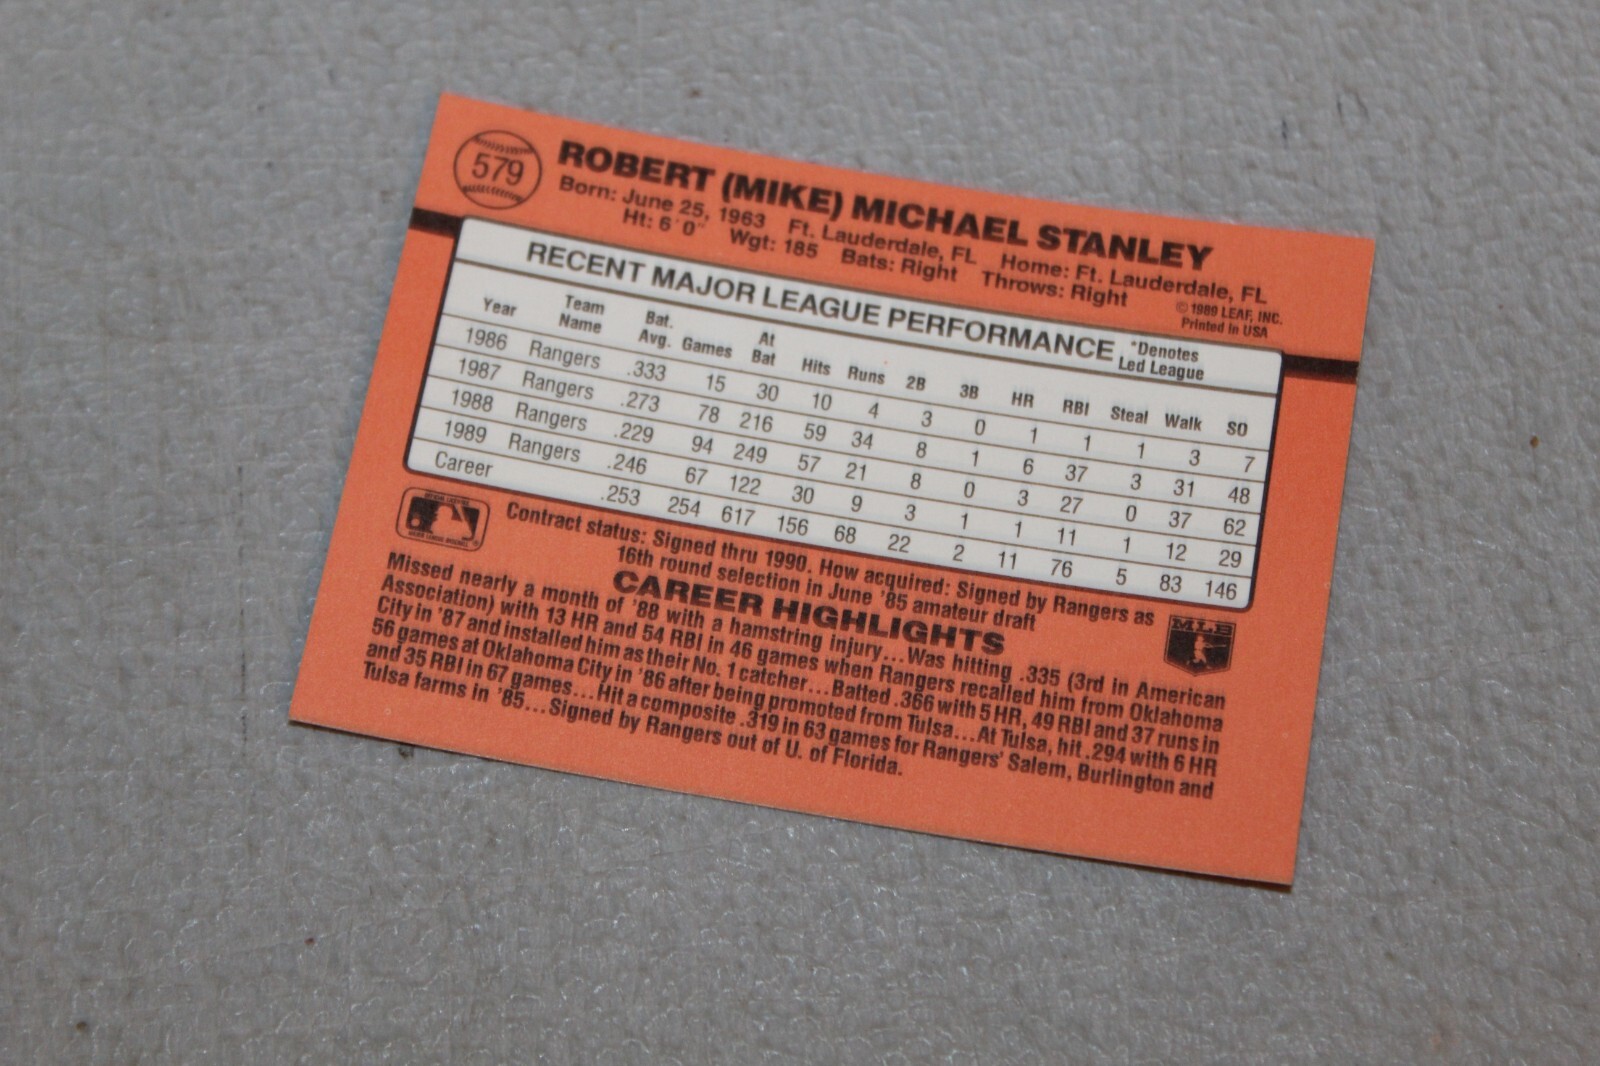 579
ROBERT (MIKE) MICHAEL STANLEY
Born: June 25, 1963 Ft. Lauderdale, FL Home: Ft. Lauderdale, FL
Ht: 6'0" Wgt: 185 Bats: Right Throws: Right
© 1989 LEAF, INC.
Printed in USA
RECENT MAJOR LEAGUE PERFORMANCE *Denotes Led League
Year Team Name Bat. Avg. Games At Bat Hits Runs 2B 3B HR RBI Steal Walk SO
1986 Rangers .333 15 30 10 4 3 0 1 1 1 3 7
1987 Rangers .273 78 216 59 34 8 1 6 37 3 31 48
1988 Rangers .229 94 249 57 21 8 0 3 27 0 37 62
1989 Rangers .246 67 122 30 9 3 1 1 11 1 12 29
Career .253 254 617 156 68 22 2 11 76 5 83 146
Contract status: Signed thru 1990. How acquired: Signed by Rangers as
16th round selection in June '85 amateur draft
CAREER HIGHLIGHTS
MLB
Missed nearly a month of '88 with a hamstring injury...Was hitting .335 (3rd in American
Association) with 13 HR and 54 RBI in 46 games when Rangers recalled him from Oklahoma
City in '87 and installed him as their No. 1 catcher...Batted .366 with 5 HR, 49 RBI and 37 runs in
56 games at Oklahoma City in '86 after being promoted from Tulsa...At Tulsa, hit .294 with 6 HR
and 35 RBI in 67 games...Hit a composite .319 in 63 games for Rangers' Salem, Burlington and
Tulsa farms in '85...Signed by Rangers out of U. of Florida.